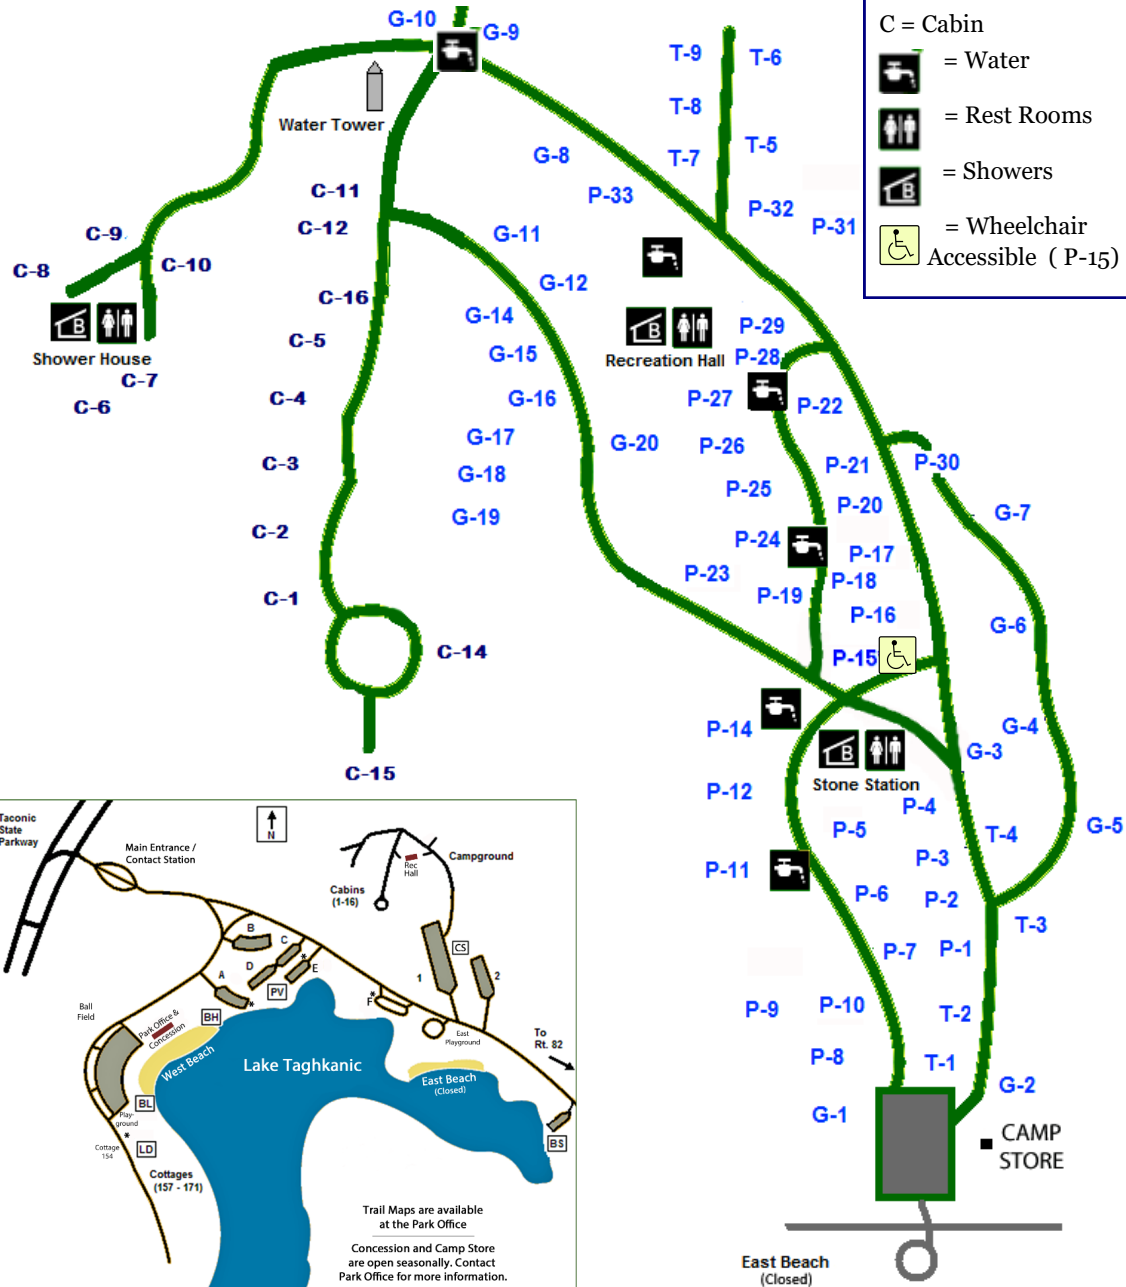 G-10
G-9
C = Cabin
= Water
= Rest Rooms
= Showers
= Wheelchair
Accessible ( P-15)
T-9
T-6
T-8
T-5
T-7
Water Tower
G-8
P-33
P-32
P-31
C-11
C-12
C-9
C-8
C-10
G-11
G-12
C-16
G-14
C-5
G-15
B
Shower House
C-7
C-6
B
Recreation Hall
P-29
P-28
P-27
P-22
C-4
G-16
C-3
G-17
G-18
G-19
G-20
P-26
P-21
P-30
P-25
P-20
G-7
C-2
P-24
P-17
P-23
P-18
P-19
C-1
P-16
G-6
C-14
P-15
P-14
G-4
G-3
B
Stone Station
C-15
P-12
P-4
P-5
T-4
G-5
P-3
P-11
P-6
P-2
T-3
P-7
P-1
P-9
P-10
T-2
P-8
T-1
G-2
G-1
CAMP
STORE
East Beach
(Closed)
Taconic
State
Parkway
Main Entrance /
Contact Station
N
Campground
Rec
Hall
Cabins
(1-16)
B
C
CS
A
D
E
*
1
2
PV
*
F
*
Ball
Field
Park Office &
Concession
BH
West Beach
East
Playground
To
Rt. 82
Lake Taghkanic
East Beach
(Closed)
BL
Play-
ground
*
Cottage
154
LD
BS
Cottages
(157 - 171)
Trail Maps are available
at the Park Office
Concession and Camp Store
are open seasonally. Contact
Park Office for more information.